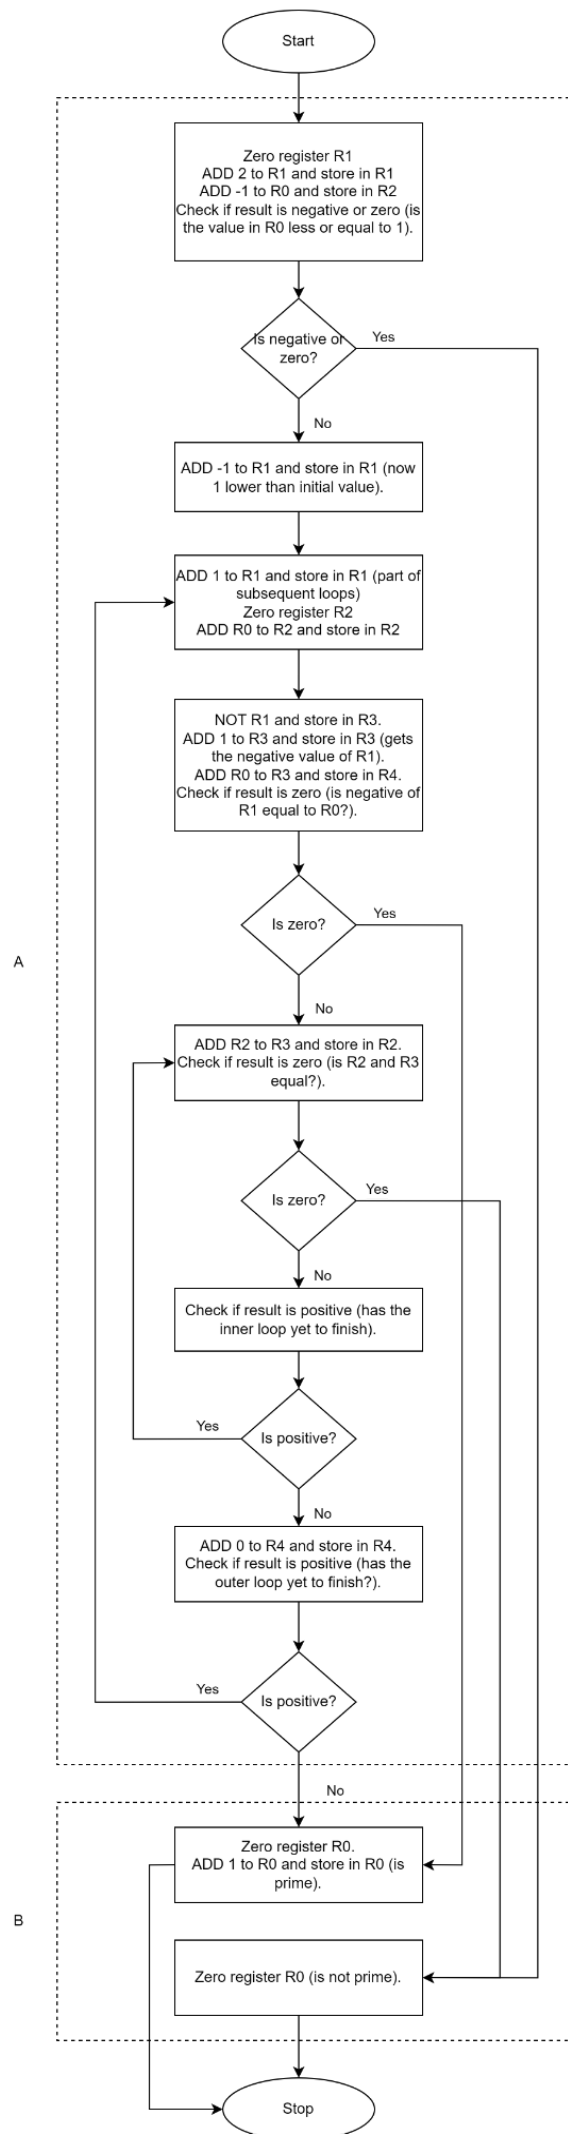 Start
Zero register R1
ADD 2 to R1 and store in R1
ADD -1 to R0 and store in R2
Check if result is negative or zero (is
the value in R0 less or equal to 1).
Is negative or
zero?
Yes
No
ADD -1 to R1 and store in R1 (now
1 lower than initial value).
ADD 1 to R1 and store in R1 (part of
subsequent loops)
Zero register R2
ADD R0 to R2 and store in R2
NOT R1 and store in R3.
ADD 1 to R3 and store in R3 (gets
the negative value of R1).
ADD R0 to R3 and store in R4.
Check if result is zero (is negative of
R1 equal to R0?).
Is zero?
Yes
A
No
ADD R2 to R3 and store in R2.
Check if result is zero (is R2 and R3
equal?).
Is zero?
Yes
No
Check if result is positive (has the
inner loop yet to finish).
Yes
Is positive?
No
ADD 0 to R4 and store in R4.
Check if result is positive (has the
outer loop yet to finish?).
Yes
Is positive?
No
Zero register R0.
ADD 1 to R0 and store in R0 (is
prime).
B
Zero register R0 (is not prime).
Stop